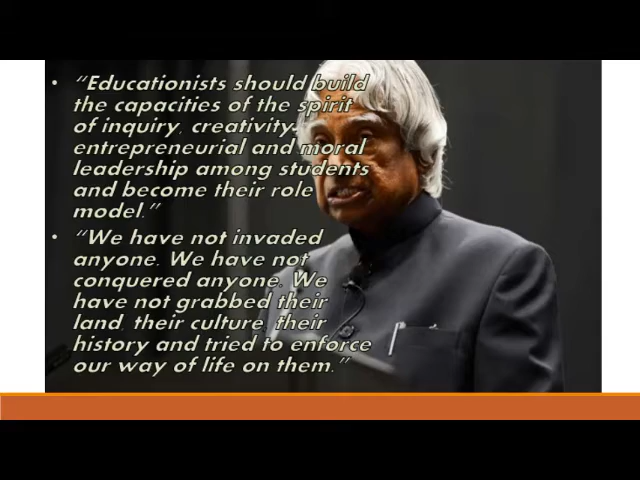 • "Educationists should build
the capacities of the spirit
of inquiry, creativity,
entrepreneurial and moral
leadership among students
and become their role
model."
• "We have not invaded
anyone. We have not
conquered anyone. We
have not grabbed their
land, their culture, their
history and tried to enforce
our way of life on them."